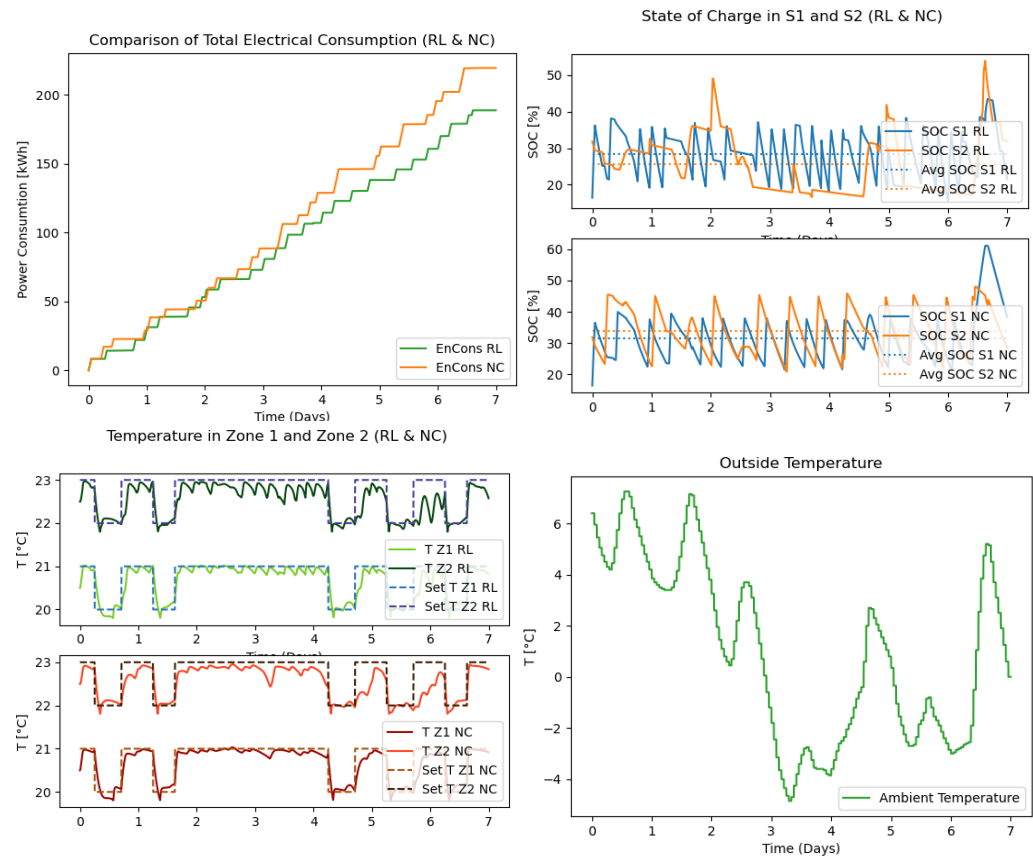 Comparison of Total Electrical Consumption (RL & NC)
Power Consumtion [kWh]
200
150
100
50
0
EnCons RL
EnCons NC
0 1 2 3 4 5 6 7
Time (Days)
State of Charge in S1 and S2 (RL & NC)
SOC [%]
50
40
30
20
SOC S1 RL
SOC S2 RL
Avg SOC S1 RL
Avg SOC S2 RL
0 1 2 3 4 5 6 7
Time (Days)
SOC [%]
60
50
40
30
20
SOC S1 NC
SOC S2 NC
Avg SOC S1 NC
Avg SOC S2 NC
0 1 2 3 4 5 6 7
Temperature in Zone 1 and Zone 2 (RL & NC)
T [°C]
23
22
21
20
T Z1 RL
T Z2 RL
Set T Z1 RL
Set T Z2 RL
0 1 2 3 4 5 6 7
Time (Days)
T [°C]
23
22
21
20
T Z1 NC
T Z2 NC
Set T Z1 NC
Set T Z2 NC
0 1 2 3 4 5 6 7
Outside Temperature
T [°C]
6
4
2
0
−2
−4
Ambient Temperature
0 1 2 3 4 5 6 7
Time (Days)